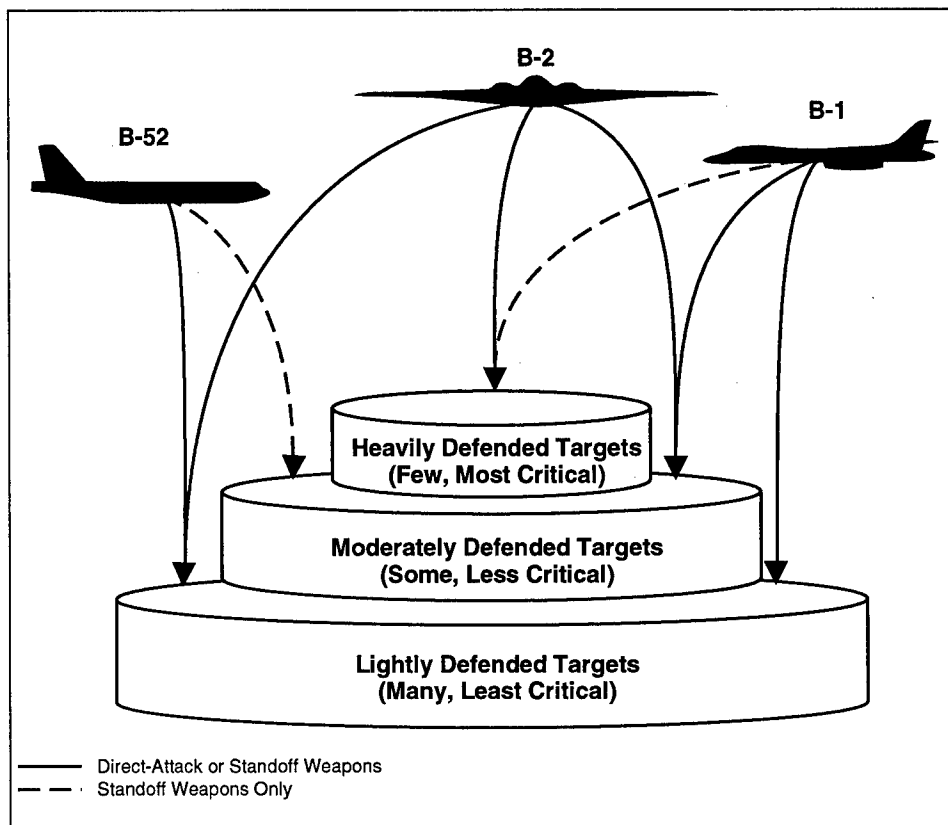 B-2
B-1
B-52
Heavily Defended Targets
(Few, Most Critical)
Moderately Defended Targets
(Some, Less Critical)
Lightly Defended Targets
(Many, Least Critical)
Direct-Attack or Standoff Weapons
Standoff Weapons Only